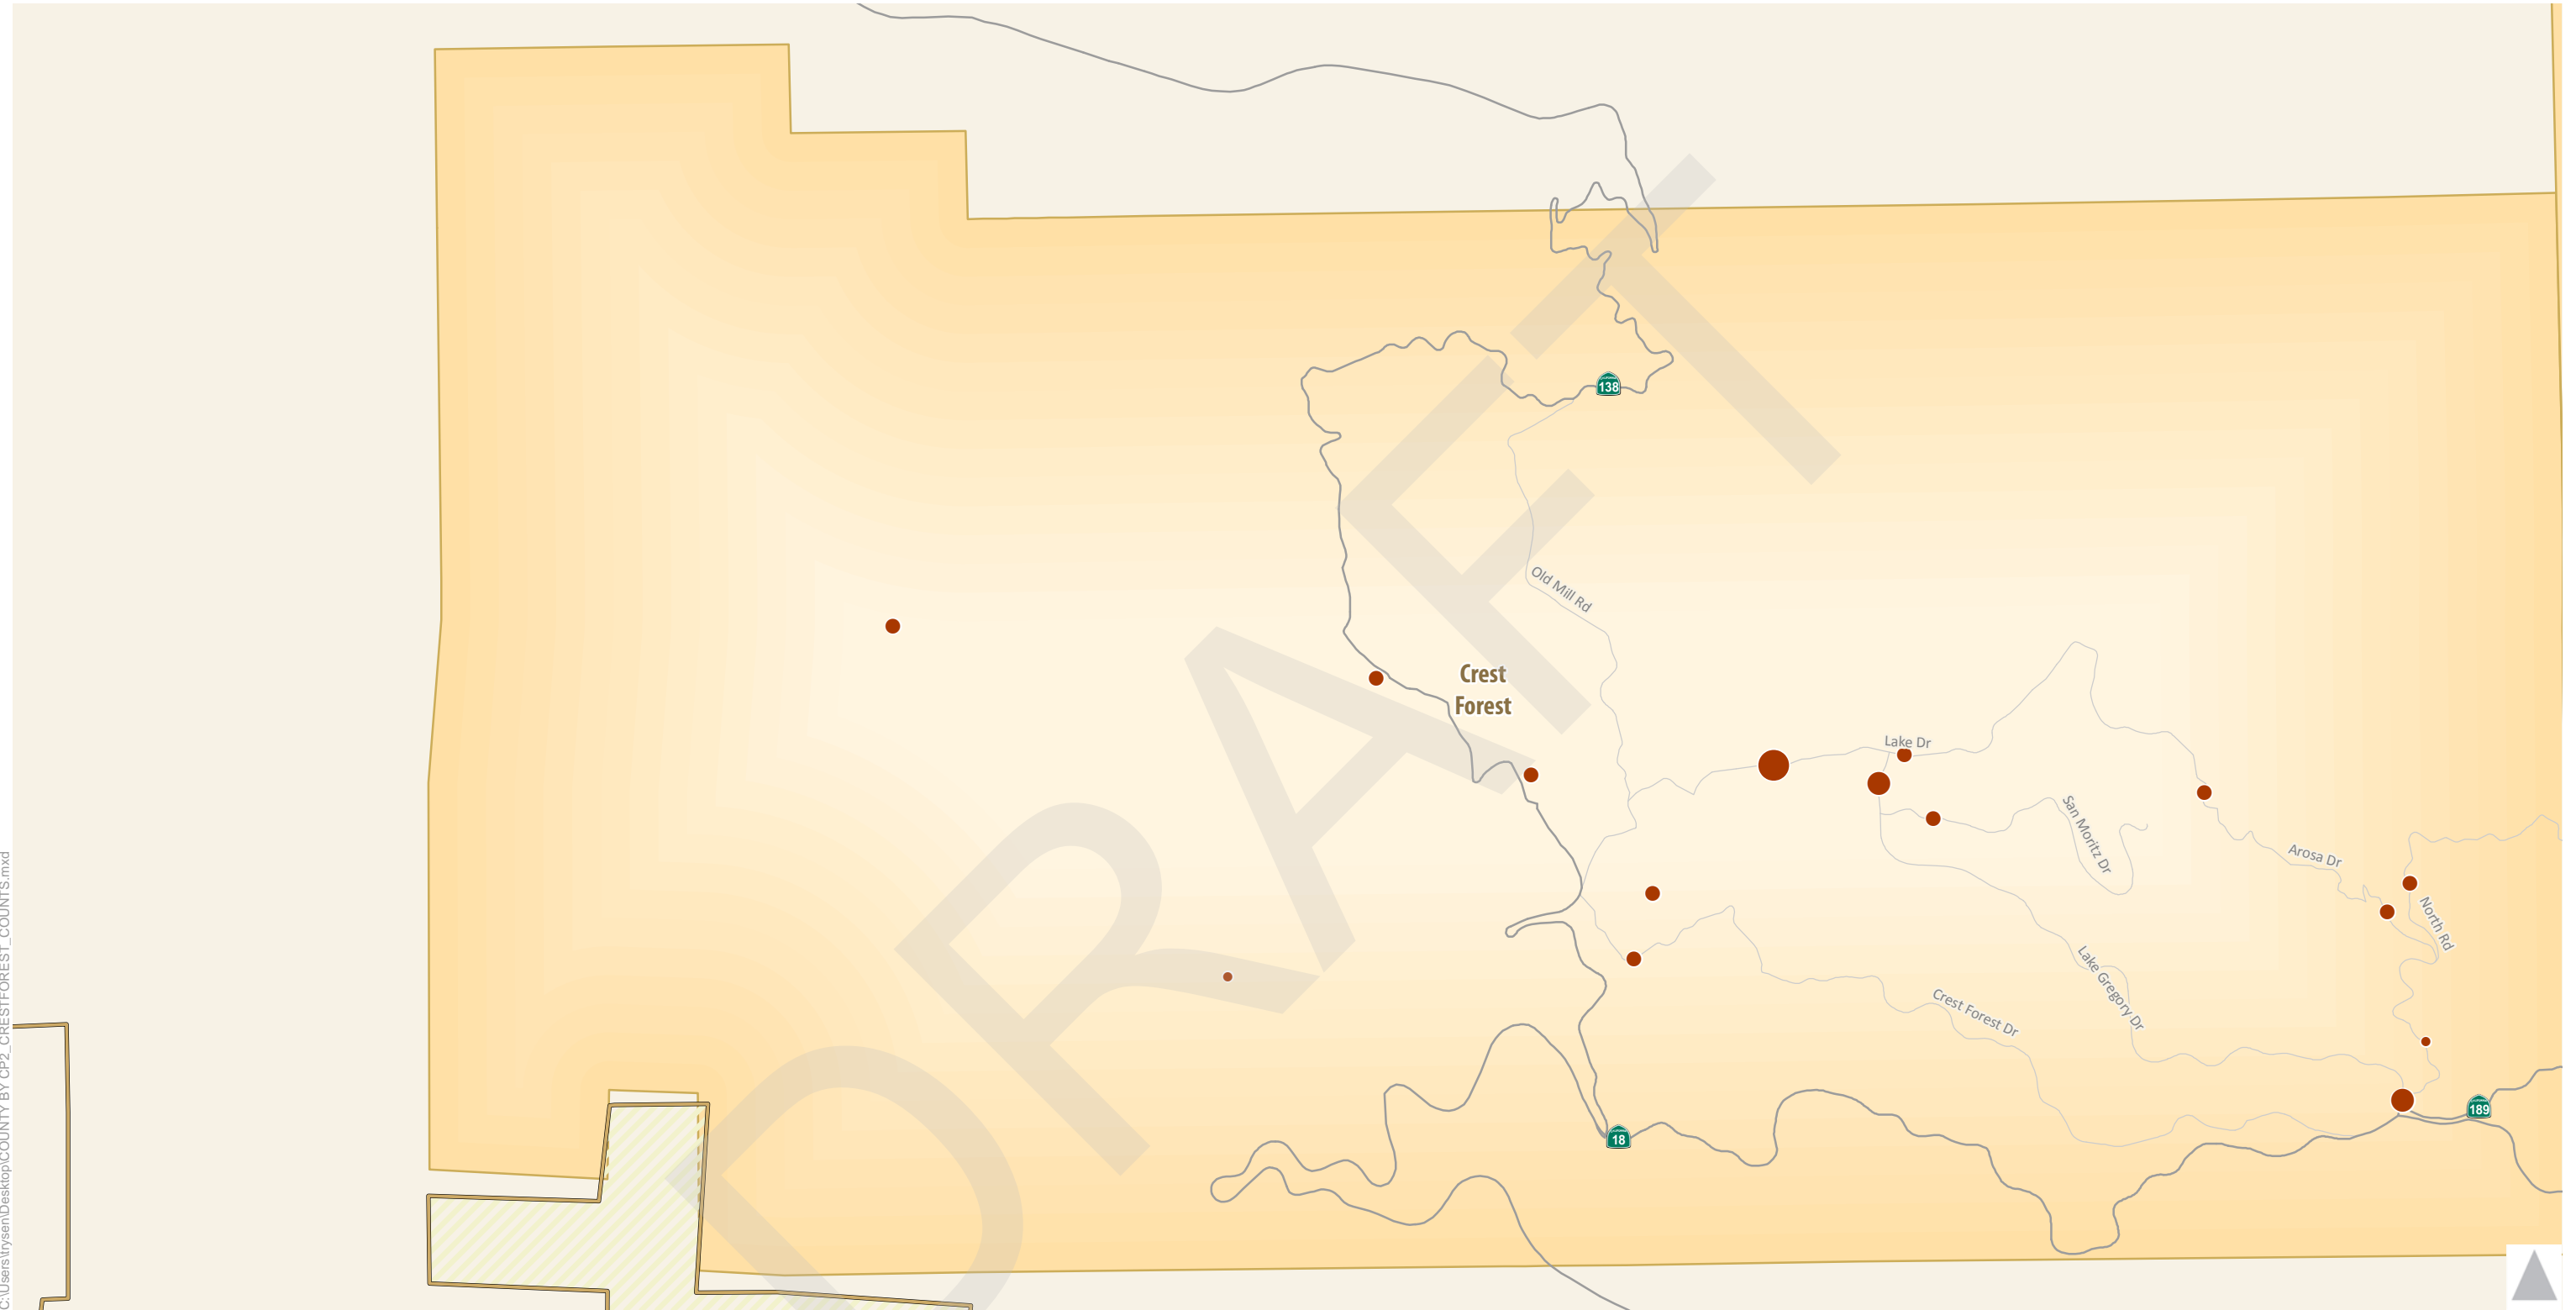 138
Old Mill Rd
Crest
Forest
Lake Dr
San Moritz Dr
Arosa Dr
North Rd
Lake Gregory Dr
Crest Forest Dr
189
18
DRAFT
C:\Users\trysen\Desktop\COUNTY BY CP2_CRESTFOREST_COUNTS.mxd